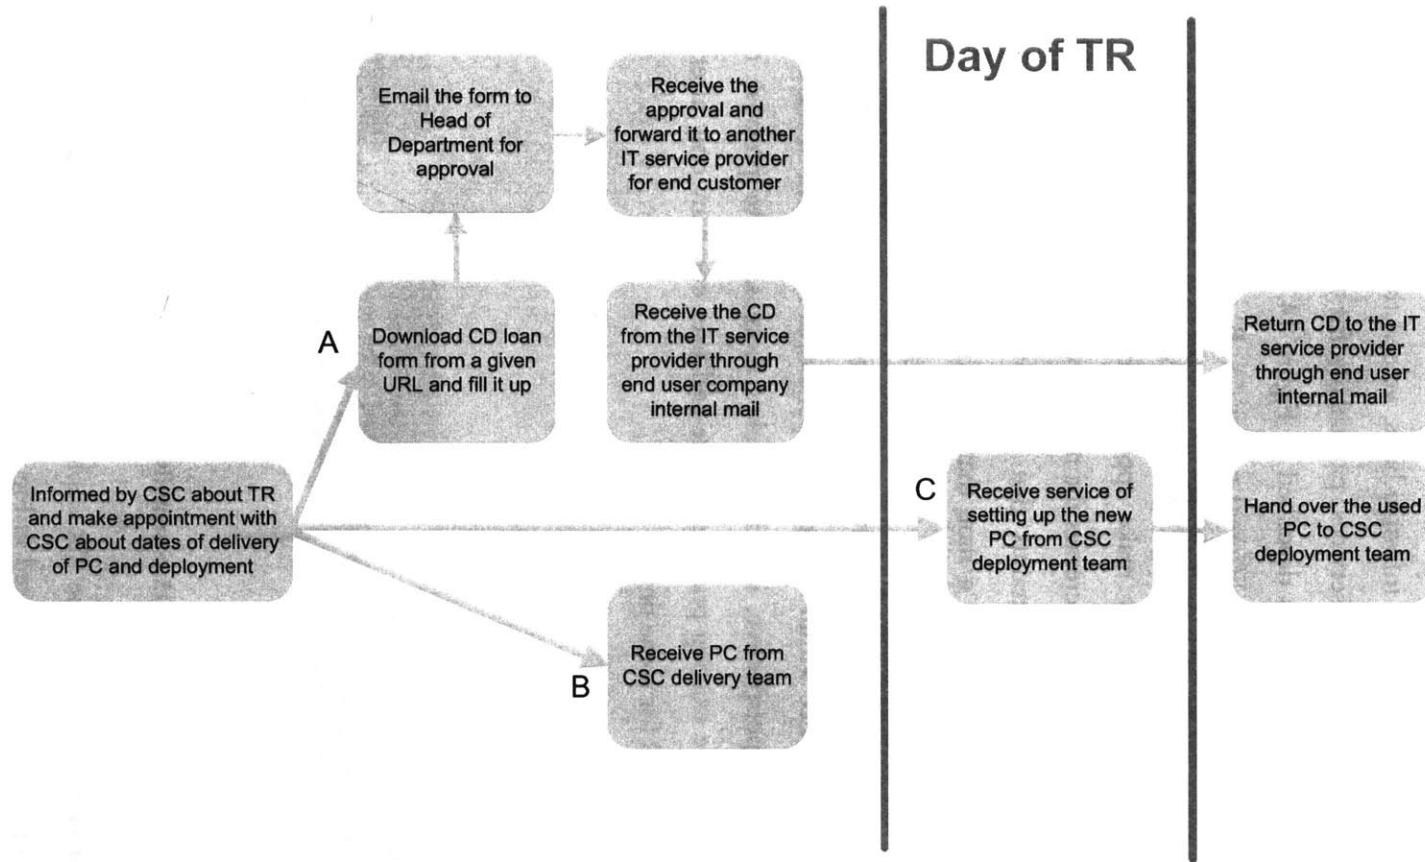 Day of TR
Email the form to
Head of
Department for
approval
Receive the
approval and
forward it to another
IT service provider
for end customer
A
Download CD loan
form from a given
URL and fill it up
Receive the CD
from the IT service
provider through
end user company
internal mail
Return CD to the IT
service provider
through end user
internal mail
Informed by CSC about TR
and make appointment with
CSC about dates of delivery
of PC and deployment
C
Receive service of
setting up the new
PC from CSC
deployment team
Hand over the used
PC to CSC
deployment team
B
Receive PC from
CSC delivery team